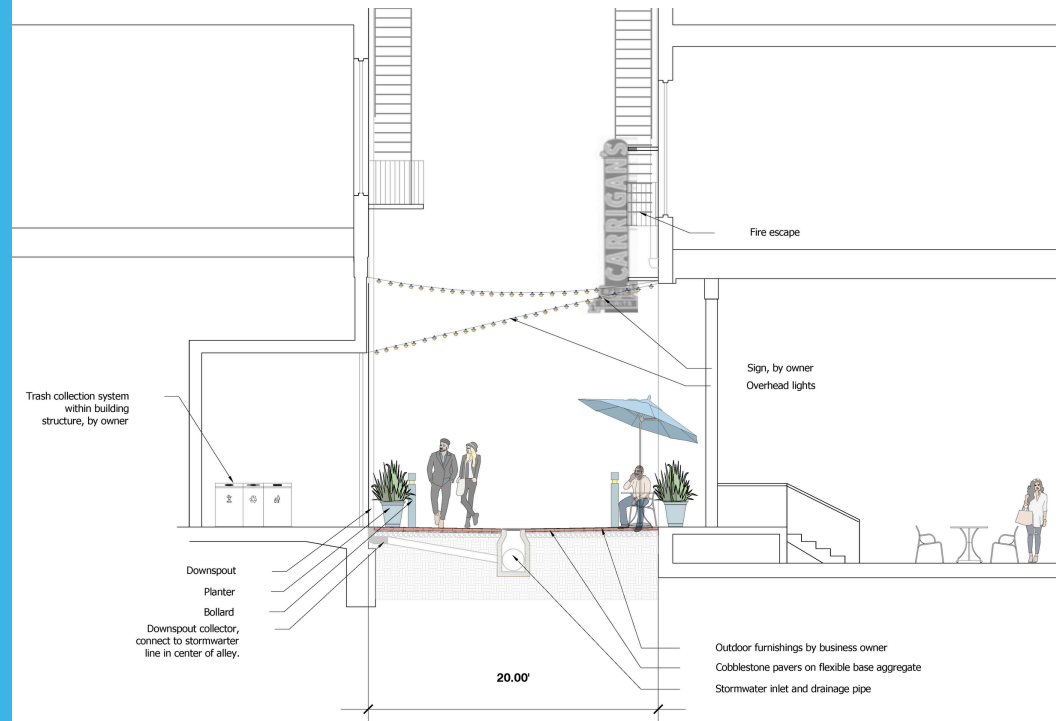 CARRIGAN'S
Fire escape
Sign, by owner
Overhead lights
Trash collection system
within building
structure, by owner
Downspout
Planter
Bollard
Downspout collector,
connect to stormwarter
line in center of alley.
Outdoor furnishings by business owner
Cobblestone pavers on flexible base aggregate
Stormwater inlet and drainage pipe
20.00'